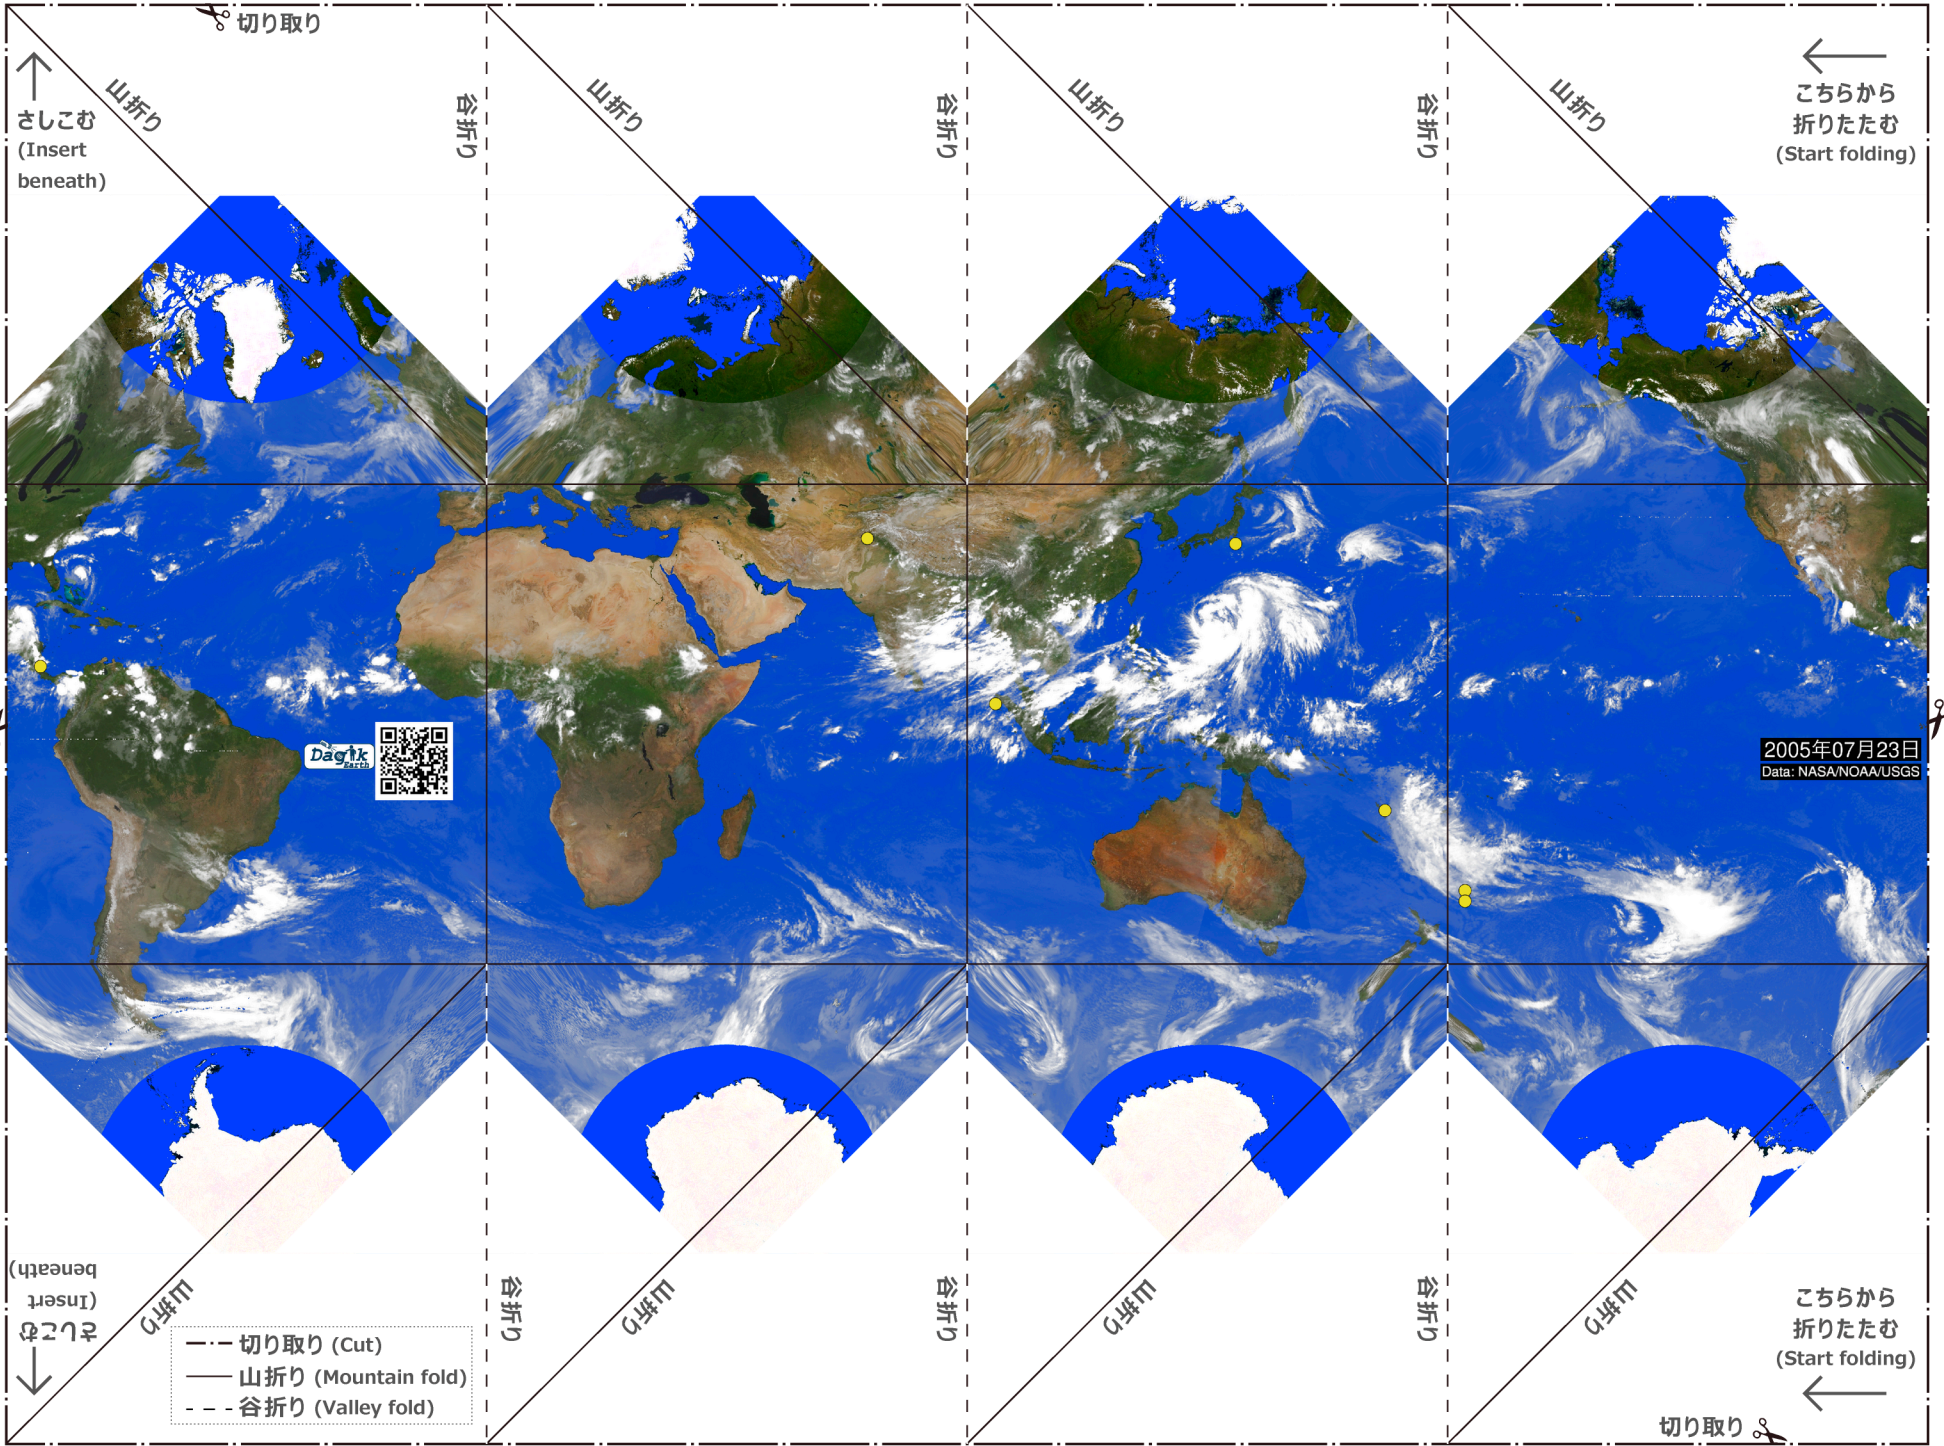 切り取り
山折り
谷折り
山折り
谷折り
山折り
谷折り
山折り
さしこむ
(Insert
beneath)
こちらから
折りたたむ
(Start folding)
Dagik
Earth
2005年07月23日
Data: NASA/NOAA/USGS
さしこむ
(Insert
beneath)
山折り
谷折り
山折り
谷折り
山折り
谷折り
山折り
こちらから
折りたたむ
(Start folding)
切り取り (Cut)
山折り (Mountain fold)
谷折り (Valley fold)
切り取り